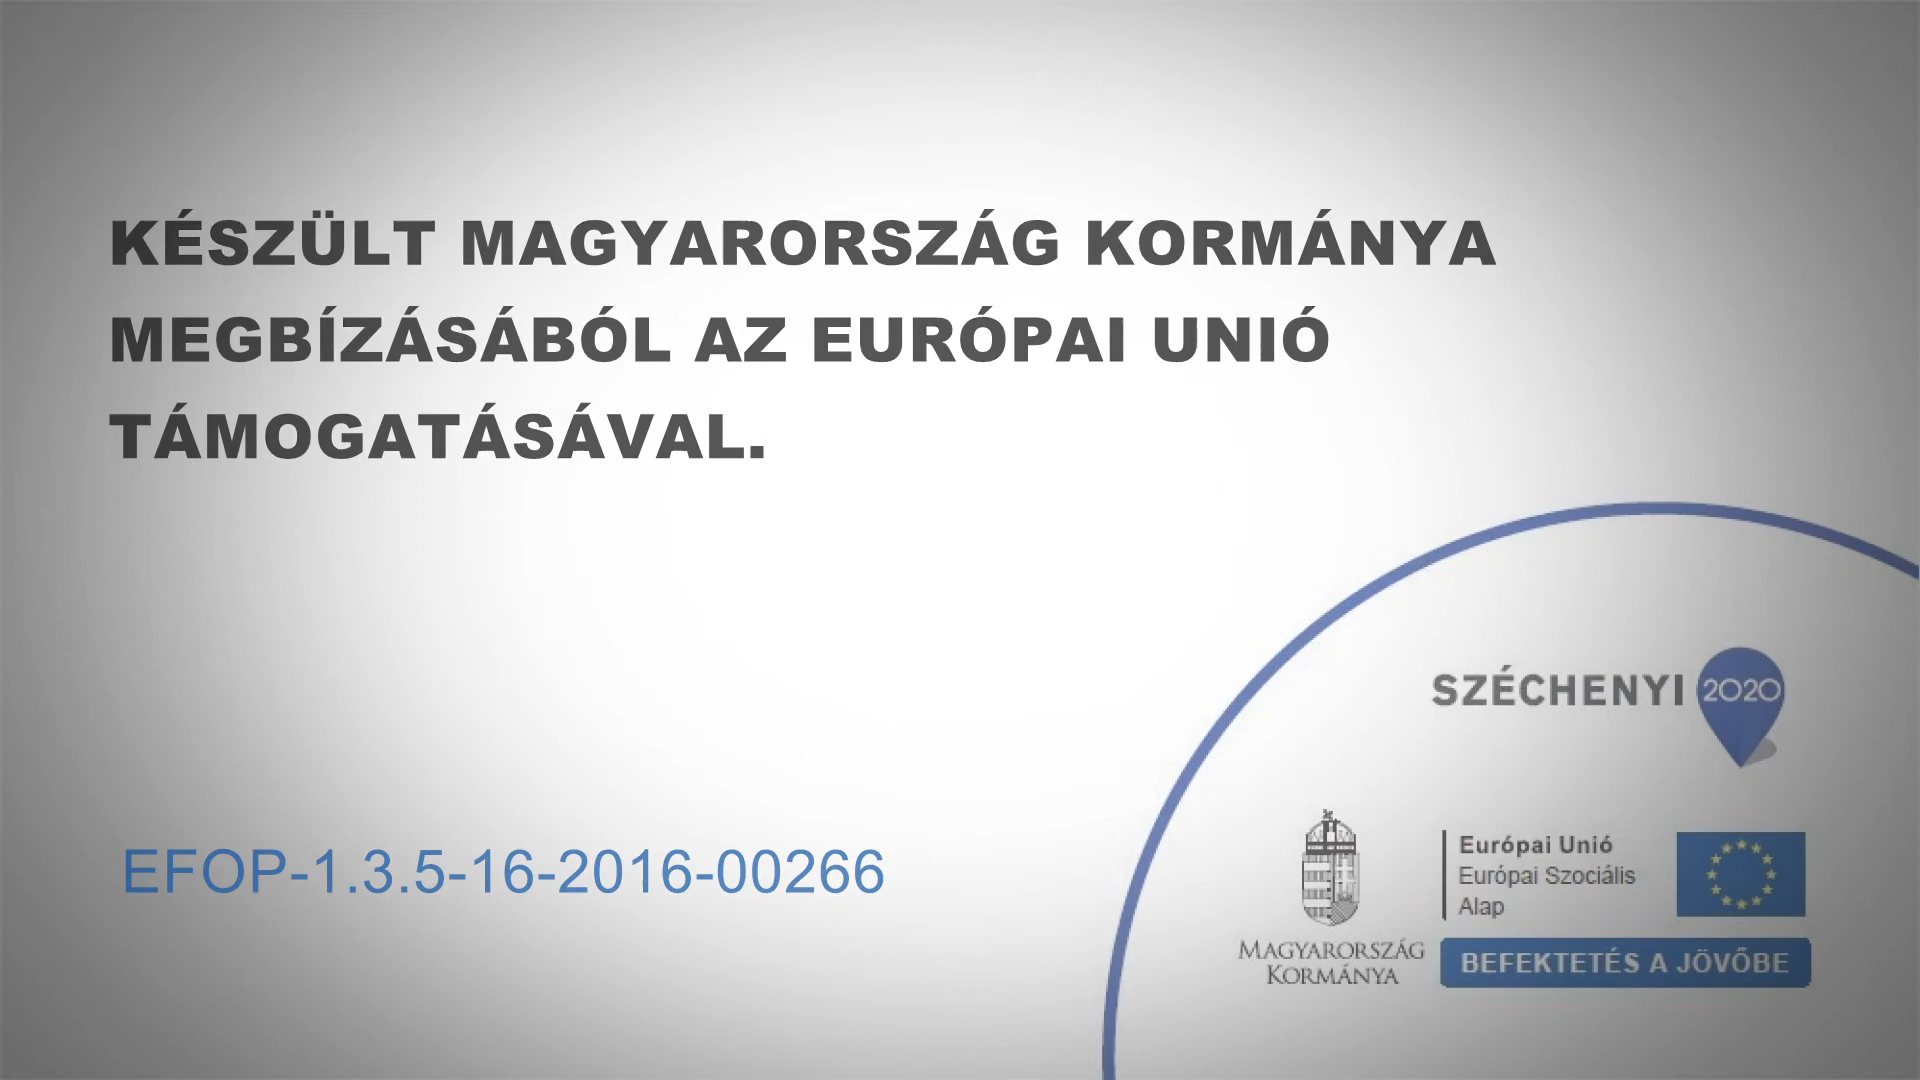 KÉSZÜLT MAGYARORSZÁG KORMÁNYA
MEGBÍZÁSÁBÓL AZ EURÓPAI UNIÓ
TÁMOGATÁSÁVAL.
EFOP-1.3.5-16-2016-00266
SZÉCHENYI 2020
MAGYARORSZÁG
KORMÁNYA
Európai Unió
Európai Szociális
Alap
BEFEKTETÉS A JÖVŐBE